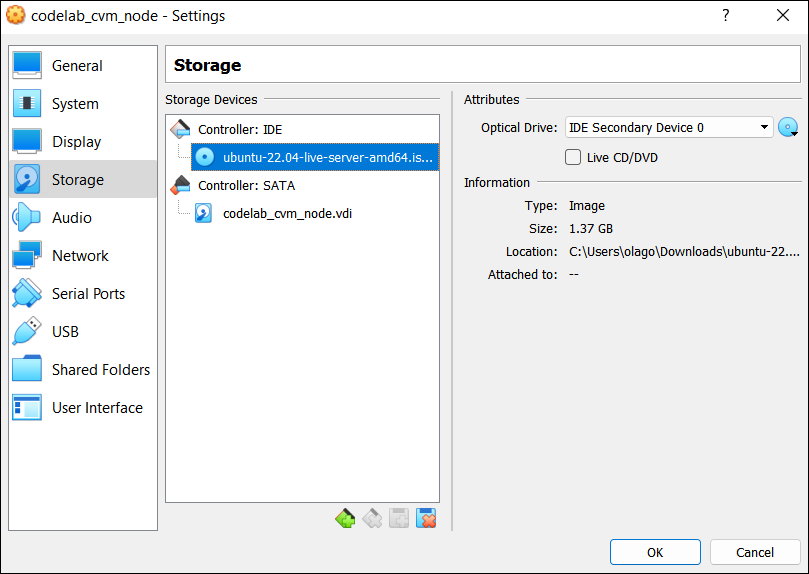 codelab_cvm_node - Settings
?
General
System
Display
Storage
Audio
Network
Serial Ports
USB
Shared Folders
User Interface
Storage
Storage Devices
Controller: IDE
ubuntu-22.04-live-server-amd64.is...
Controller: SATA
codelab_cvm_node.vdi
Attributes
Optical Drive: IDE Secondary Device 0
Live CD/DVD
Information
Type: Image
Size: 1.37 GB
Location: C:\Users\olago\Downloads\ubuntu-22....
Attached to: --
OK
Cancel